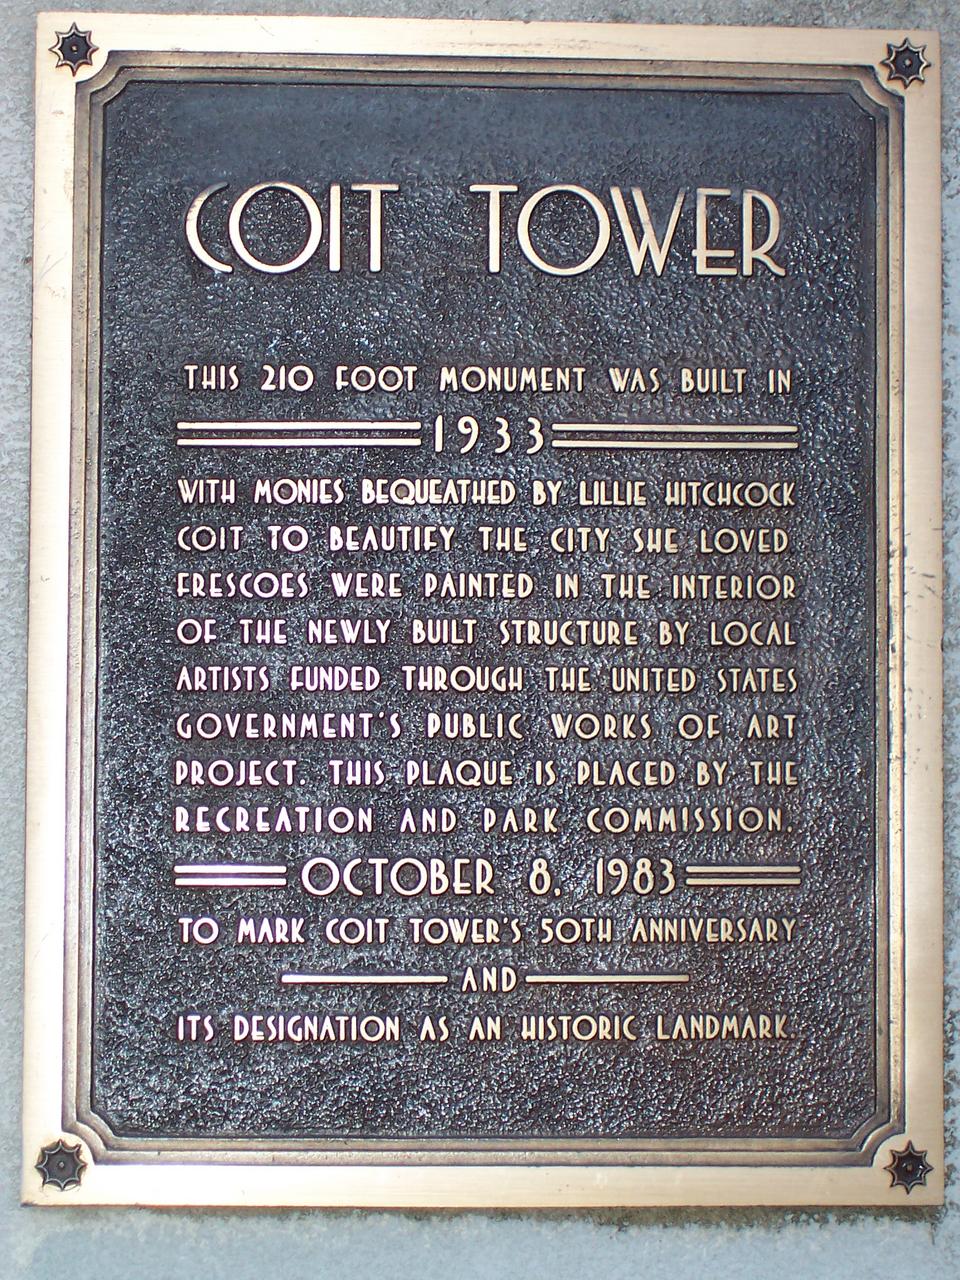 COIT TOWER
THIS 210 FOOT MONUMENT WAS BUILT IN
1933
WITH MONIES BEQUEATHED BY LILLIE HITCHCOCK
COIT TO BEAUTIFY THE CITY SHE LOVED
FRESCOES WERE PAINTED IN THE INTERIOR
OF THE NEWLY BUILT STRUCTURE BY LOCAL
ARTISTS FUNDED THROUGH THE UNITED STATES
GOVERNMENT'S PUBLIC WORKS OF ART
PROJECT. THIS PLAQUE IS PLACED BY THE
RECREATION AND PARK COMMISSION.
OCTOBER 8, 1983
TO MARK COIT TOWER'S 50TH ANNIVERSARY
AND
ITS DESIGNATION AS AN HISTORIC LANDMARK.